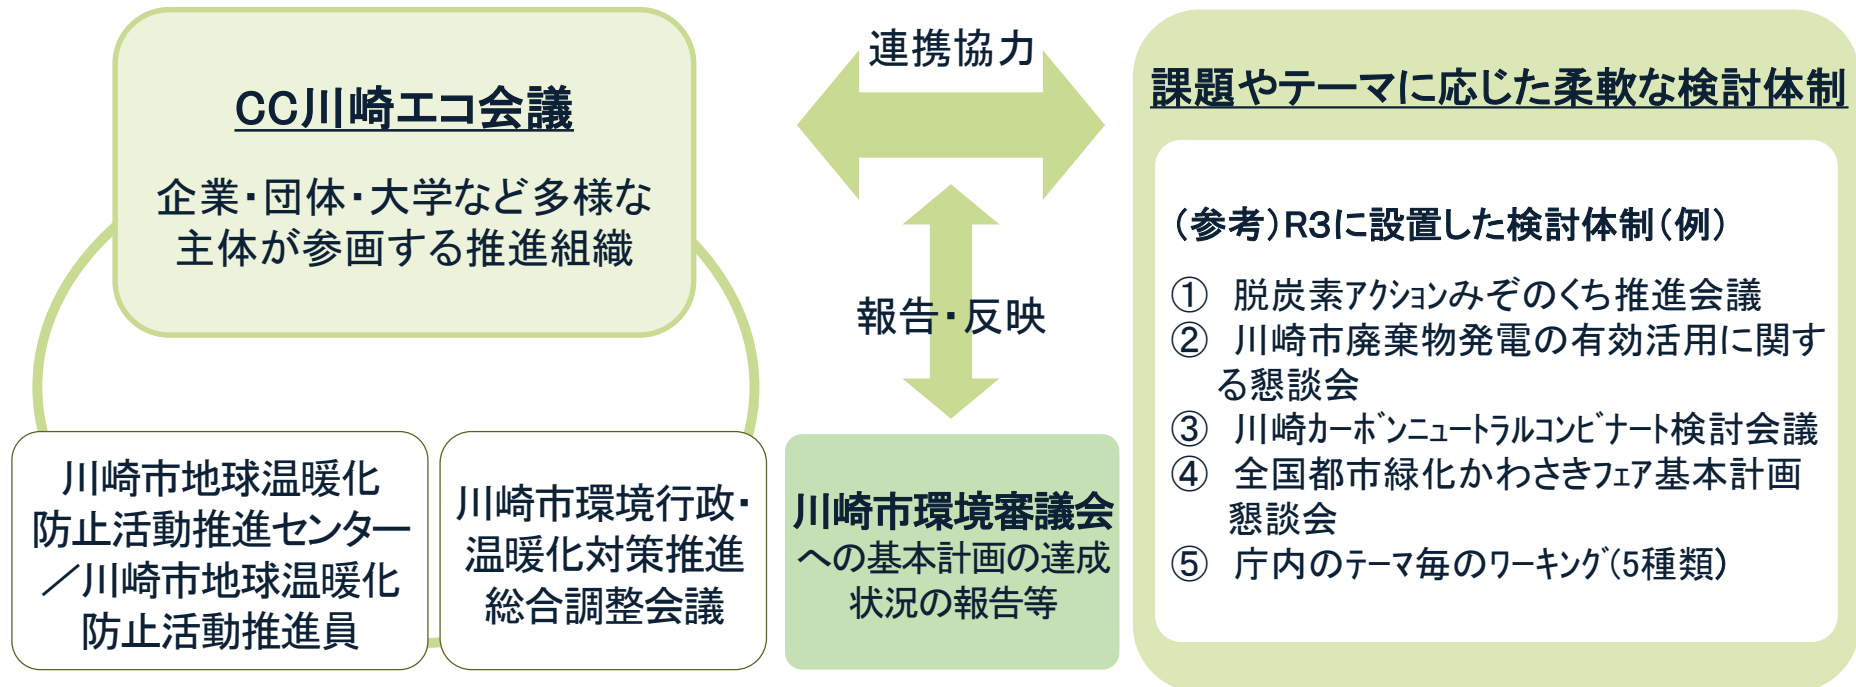 CC川崎エコ会議
企業・団体・大学など多様な
主体が参画する推進組織
川崎市地球温暖化
防止活動推進センター
／川崎市地球温暖化
防止活動推進員
川崎市環境行政・
温暖化対策推進
総合調整会議
連携協力
報告・反映
川崎市環境審議会
への基本計画の達成
状況の報告等
課題やテーマに応じた柔軟な検討体制
（参考）R3に設置した検討体制（例）
① 脱炭素ｱｸｼｮﾝみぞのくち推進会議
② 川崎市廃棄物発電の有効活用に関す
る懇談会
③ 川崎ｶｰﾎﾞﾝﾆｭｰﾄﾗﾙｺﾝﾋﾞﾅｰﾄ検討会議
④ 全国都市緑化かわさきﾌｪｱ基本計画
懇談会
⑤ 庁内のﾃｰﾏ毎のﾜｰｷﾝｸﾞ(5種類)